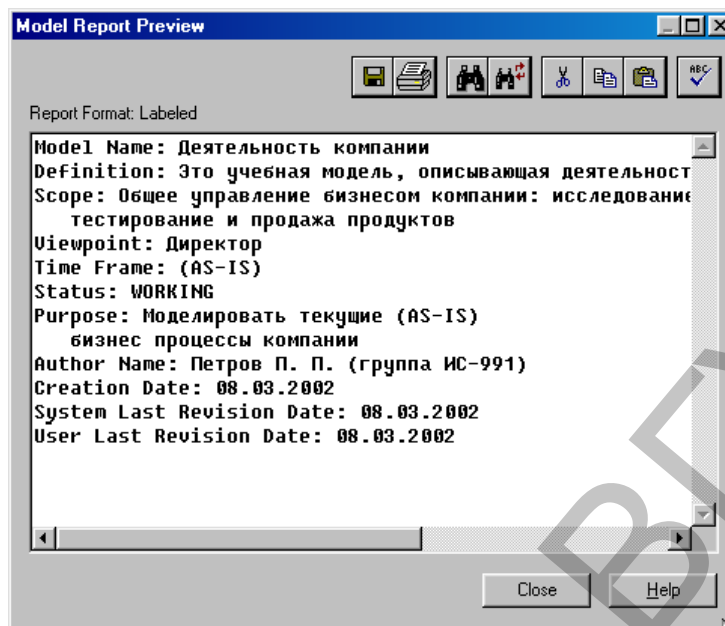 Model Report Preview
ABC
Report Format: Labeled
Model Name: Деятельность компании
Definition: Это учебная модель, описывающая деятельност
Scope: Общее управление бизнесом компании: исследование
тестирование и продажа продуктов
Viewpoint: Директор
Time Frame: (AS-IS)
Status: WORKING
Purpose: Моделировать текущие (AS-IS)
бизнес процессы компании
Author Name: Петров П. П. (группа ИС-991)
Creation Date: 08.03.2002
System Last Revision Date: 08.03.2002
User Last Revision Date: 08.03.2002
Close Help